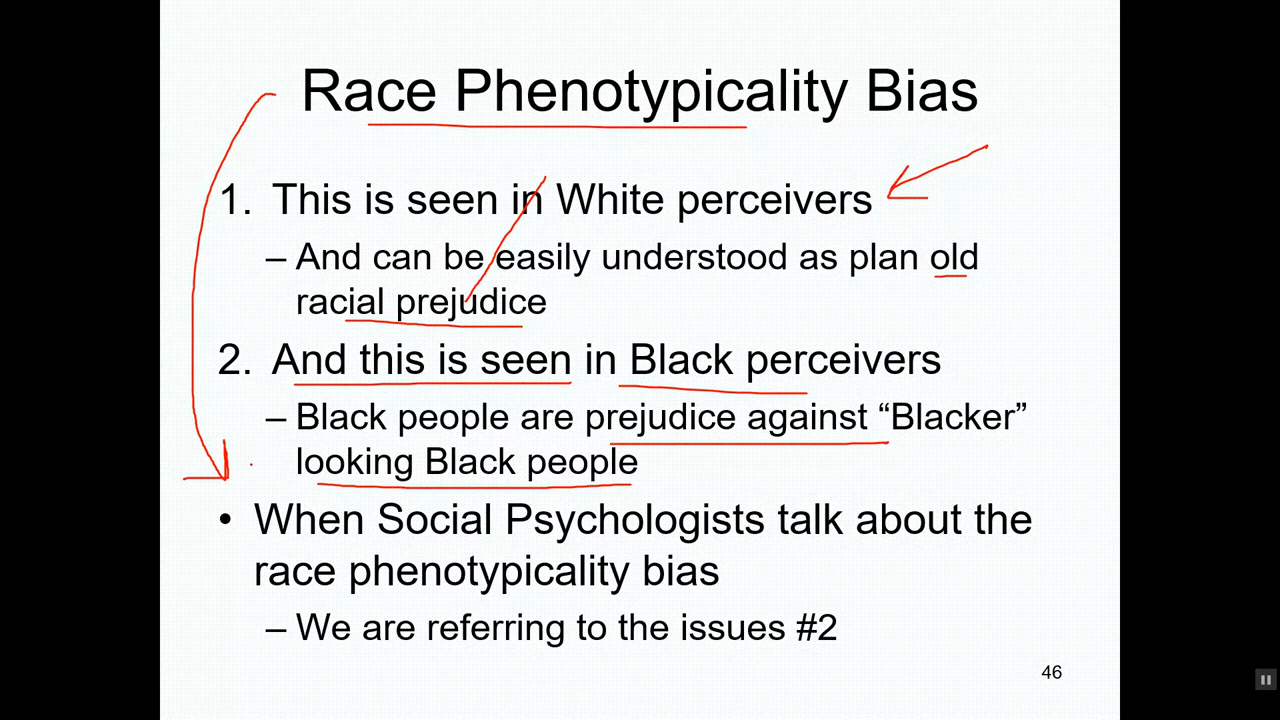 Race Phenotypicality Bias
1. This is seen in White perceivers
– And can be easily understood as plan old
racial prejudice
2. And this is seen in Black perceivers
– Black people are prejudice against “Blacker”
looking Black people
• When Social Psychologists talk about the
race phenotypicality bias
– We are referring to the issues #2
46